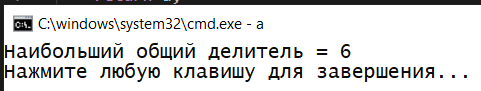 C:\windows\system32\cmd.exe - a
Наибольший общий делитель = 6
Нажмите любую клавишу для завершения...